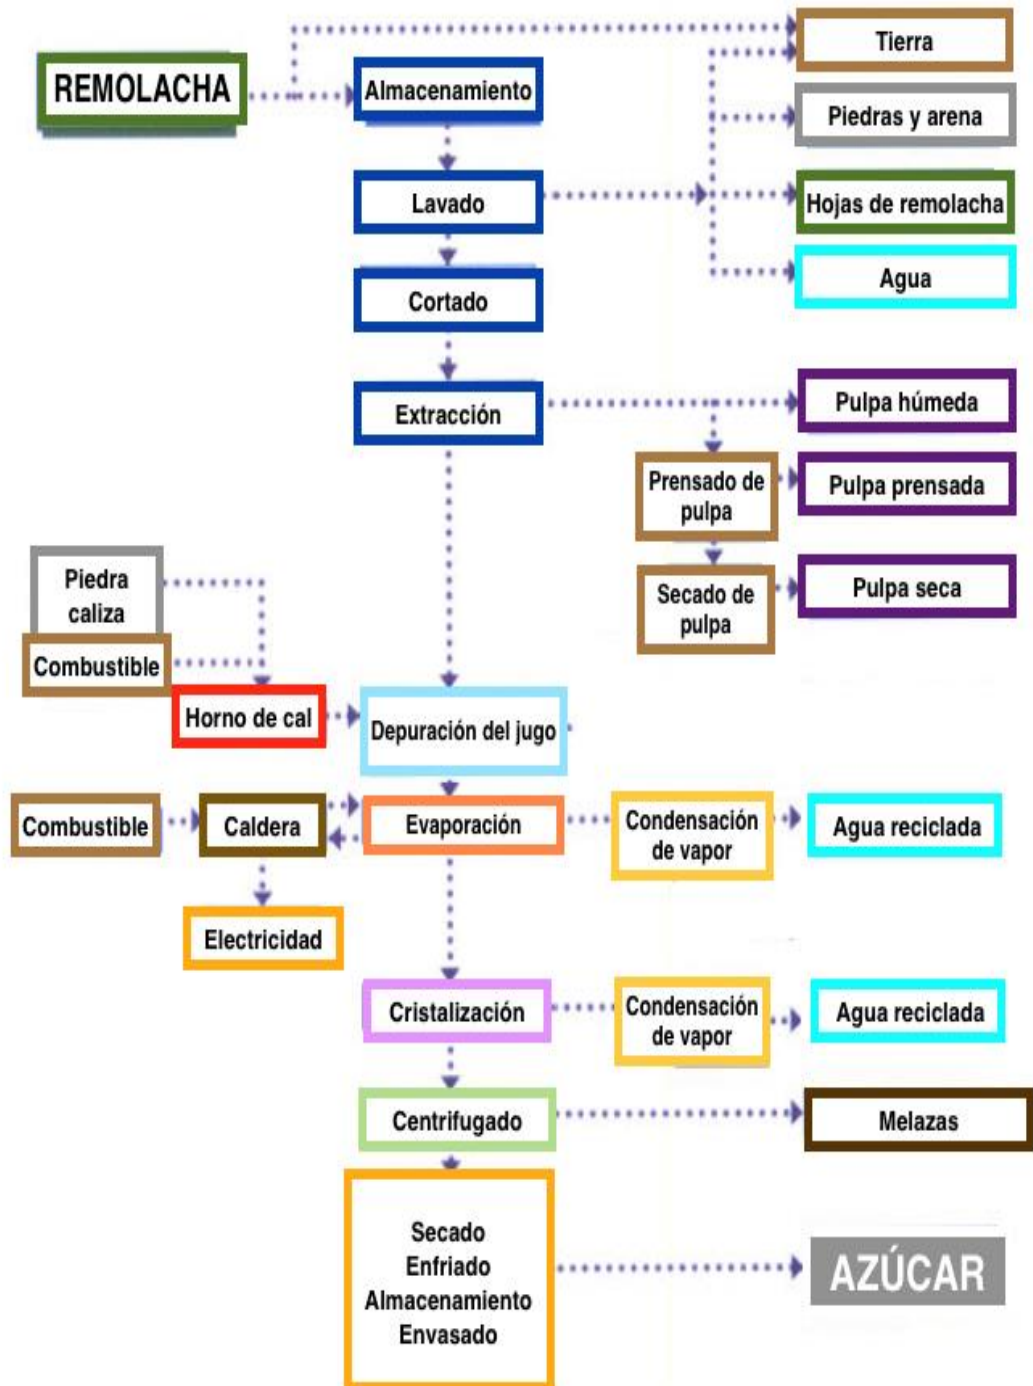 REMOLACHA
Almacenamiento
Tierra
Piedras y arena
Lavado
Hojas de remolacha
Agua
Cortado
Extracción
Pulpa húmeda
Prensado de
pulpa
Pulpa prensada
Secado de
pulpa
Pulpa seca
Piedra
caliza
Combustible
Horno de cal
Depuración del jugo
Combustible
Caldera
Evaporación
Condensación
de vapor
Agua reciclada
Electricidad
Cristalización
Condensación
de vapor
Agua reciclada
Centrifugado
Melazas
Secado
Enfriado
Almacenamiento
Envasado
AZÚCAR